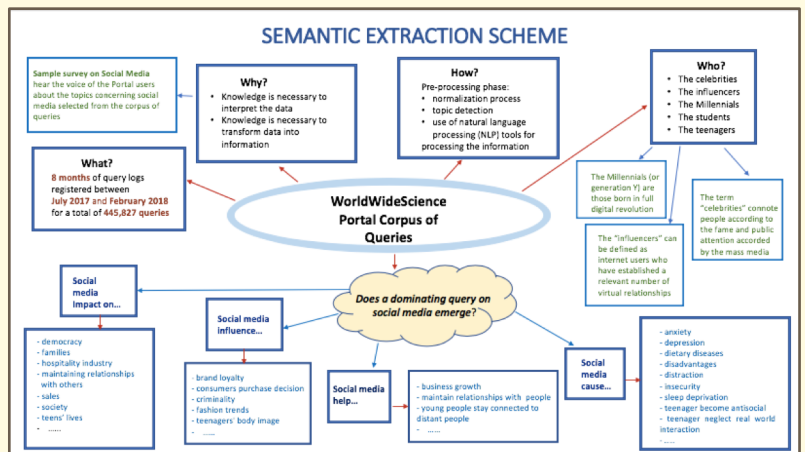 SEMANTIC EXTRACTION SCHEME
Sample survey on Social Media
hear the voice of the Portal users
about the topics concerning social
media selected from the corpus of
queries
Why?
• Knowledge is necessary to
interpret the data
• Knowledge is necessary to
transform data into
information
How?
Pre-processing phase:
• normalization process
• topic detection
• use of natural language
processing (NLP) tools for
processing the information
Who?
• The celebrities
• The influencers
• The Millennials
• The students
• The teenagers
What?
8 months of query logs
registered between
July 2017 and February 2018
for a total of 445,827 queries
WorldWideScience
Portal Corpus of
Queries
The Millennials (or
generation Y) are
those born in full
digital revolution
The term
"celebrities" connote
people according to
the fame and public
attention accorded
by the mass media
The "influencers" can
be defined as
internet users who
have established a
relevant number of
virtual relationships
Does a dominating query on
social media emerge?
Social
media
Impact on...
- democracy
- families
- hospitality industry
- maintaining relationships
with others
- sales
- society
- teens' lives
- ......
Social media
influence...
- brand loyalty
- consumers purchase decision
- criminality
- fashion trends
- teenagers' body image
- ......
Social media
help...
- business growth
- maintain relationships with people
- young people stay connected to
distant people
- ......
Social
media
cause...
- anxiety
- depression
- dietary diseases
- disadvantages
- distraction
- insecurity
- sleep deprivation
- teenager become antisocial
- teenager neglect real world
interaction
- ......